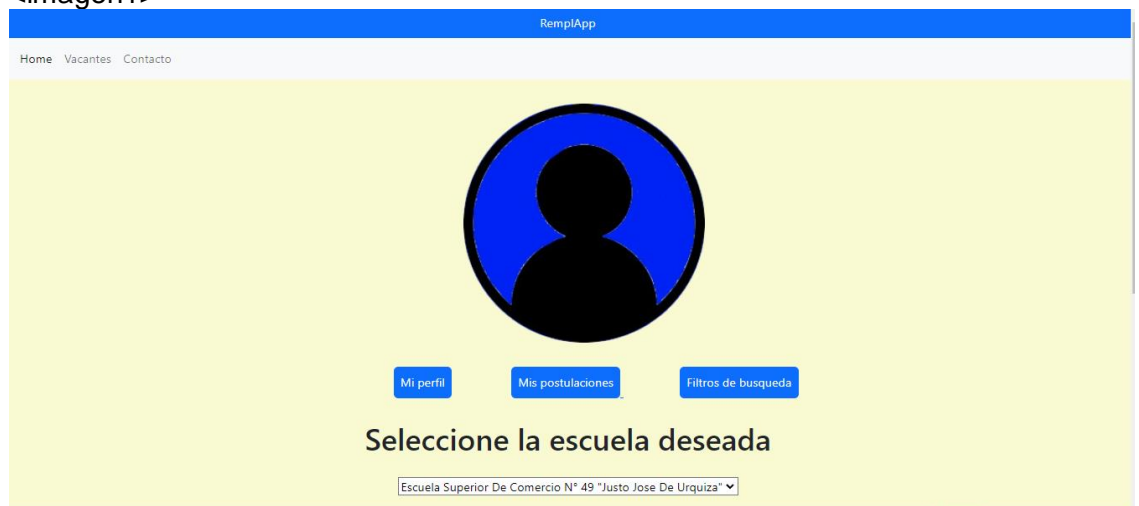 <imagen1>
RemplApp
Home Vacantes Contacto
Mi perfil Mis postulaciones Filtros de busqueda
Seleccione la escuela deseada
Escuela Superior De Comercio N° 49 "Justo Jose De Urquiza"